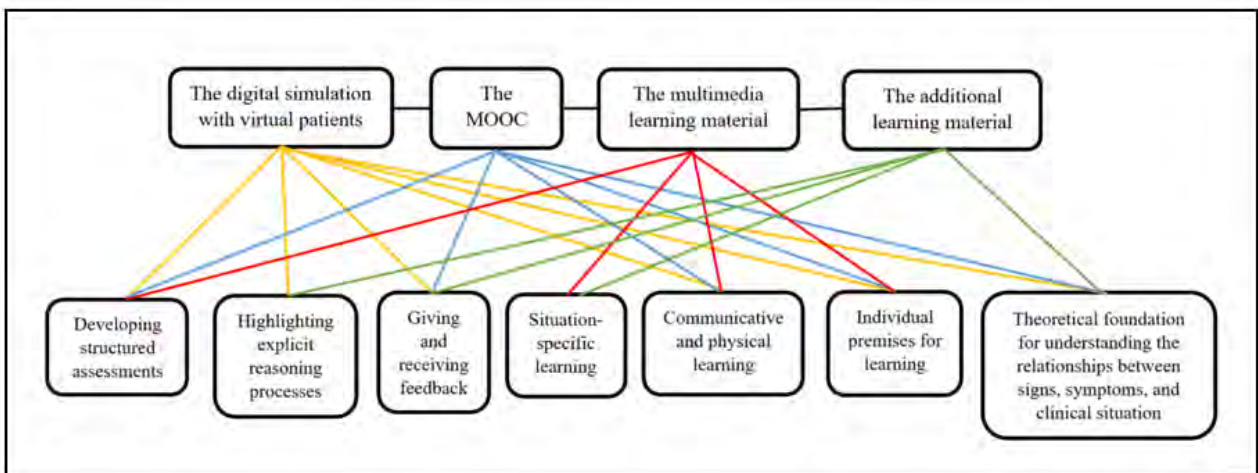 The digital simulation
with virtual patients
The
MOOC
The multimedia
learning material
The additional
learning material
Developing
structured
assessments
Highlighting
explicit
reasoning
processes
Giving
and
receiving
feedback
Situation-
specific
learning
Communicative
and physical
learning
Individual
premises for
learning
Theoretical foundation
for understanding the
relationships between
signs, symptoms, and
clinical situation